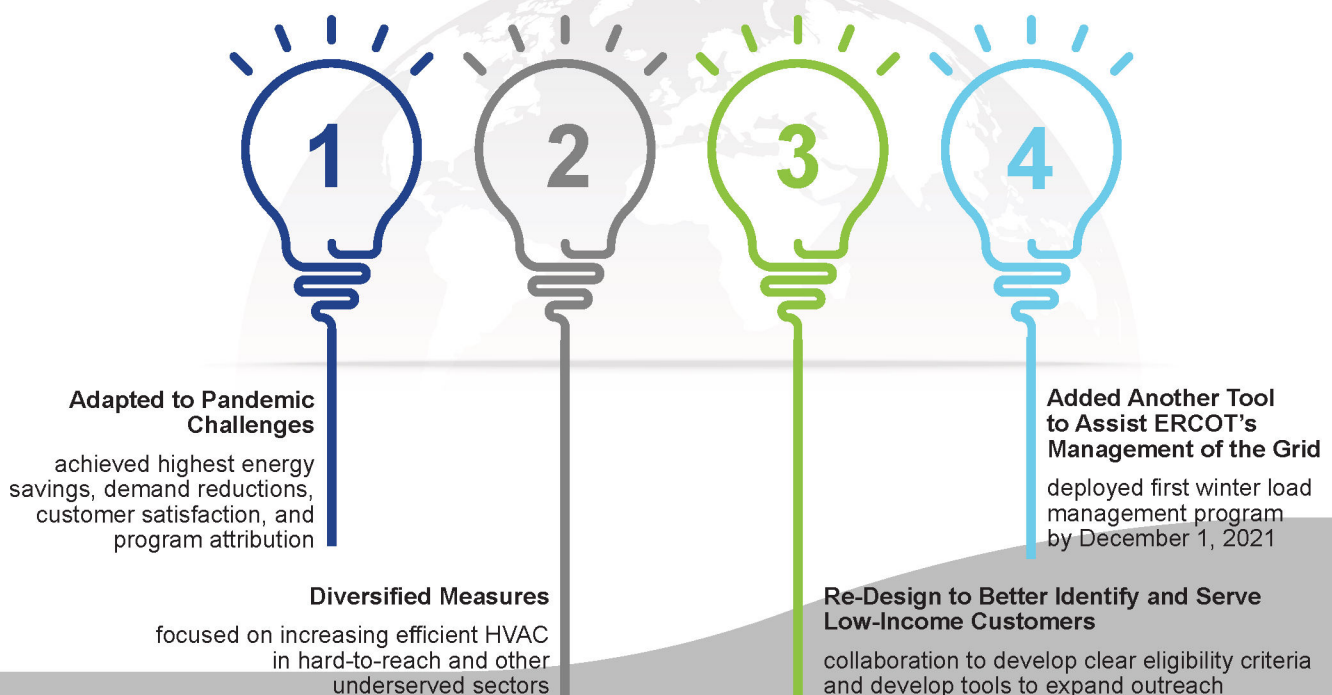 1
Adapted to Pandemic
Challenges
achieved highest energy
savings, demand reductions,
customer satisfaction, and
program attribution
2
Diversified Measures
focused on increasing efficient HVAC
in hard-to-reach and other
underserved sectors
3
Re-Design to Better Identify and Serve
Low-Income Customers
collaboration to develop clear eligibility criteria
and develop tools to expand outreach
4
Added Another Tool
to Assist ERCOT’s
Management of the Grid
deployed first winter load
management program
by December 1, 2021